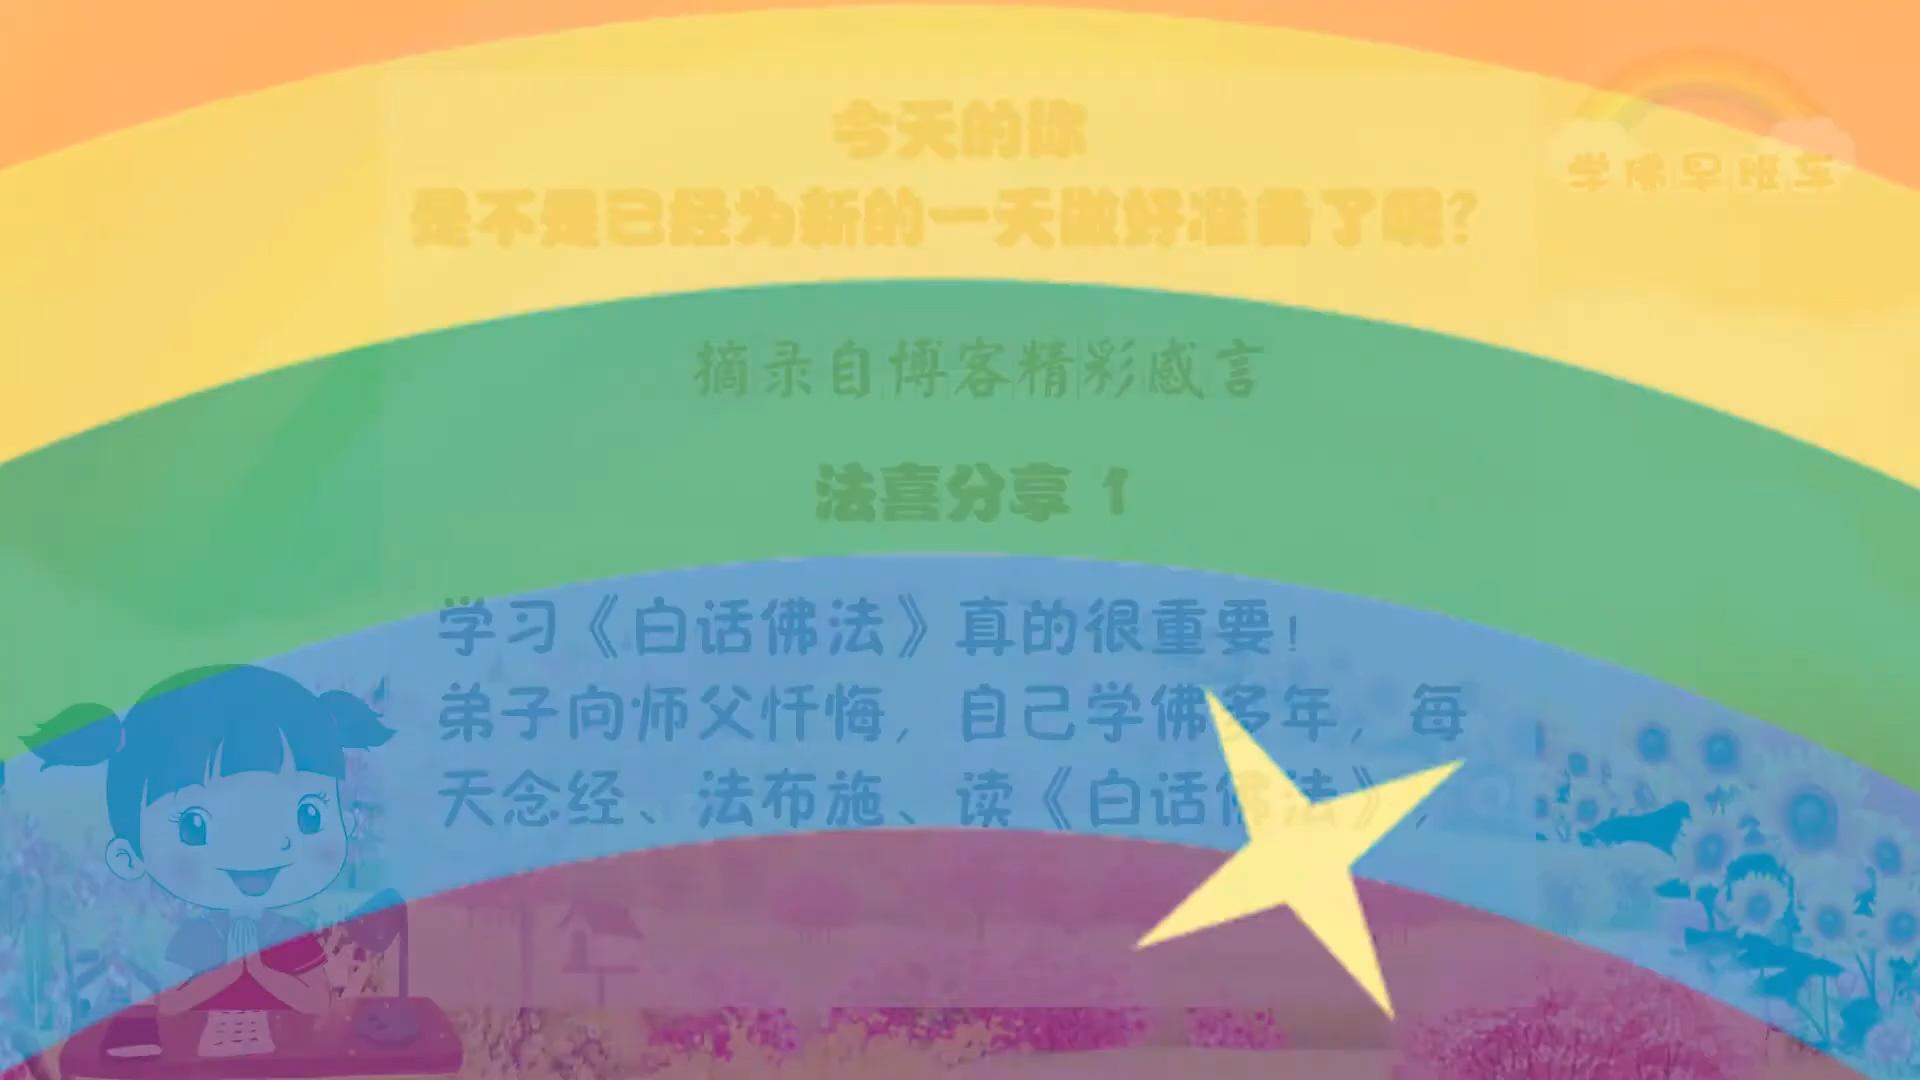 今天的你
学佛早班车
是不是已经为新的一天做好准备了呢？
摘录自博客精彩感言
法喜分享 1
学习《白话佛法》真的很重要！
弟子向师父忏悔，自己学佛多年，每
天念经、法布施、读《白话佛法》，